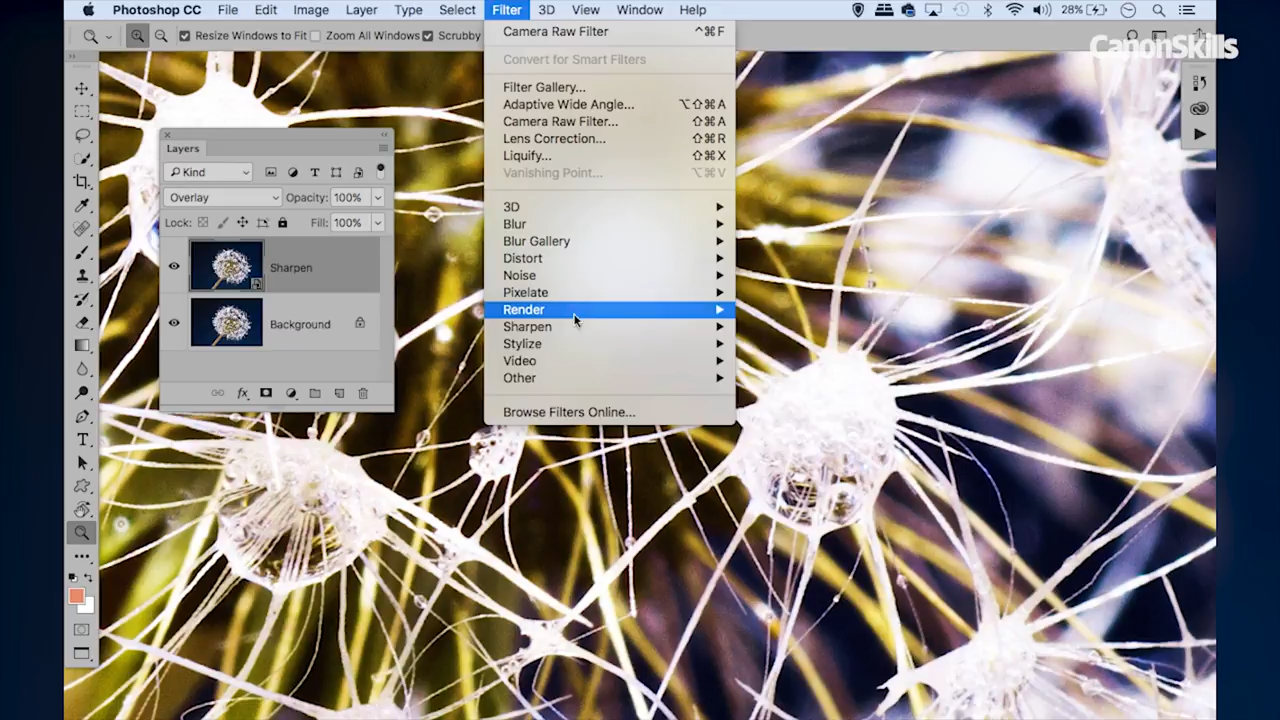 Photoshop CC File Edit Image Layer Type Select Filter 3D View Window Help 28%
Resize Windows to Fit Zoom All Windows Scrubby
CanonSkills
Camera Raw Filter ^⌘F
Convert for Smart Filters
Filter Gallery...
Adaptive Wide Angle... ⌥⇧⌘A
Camera Raw Filter... ⇧⌘A
Lens Correction... ⇧⌘R
Liquify... ⇧⌘X
Vanishing Point... ⌥⌘V
3D
Blur
Blur Gallery
Distort
Noise
Pixelate
Render
Sharpen
Stylize
Video
Other
Browse Filters Online...
Layers
Kind
Overlay Opacity: 100%
Lock: Fill: 100%
Sharpen
Background